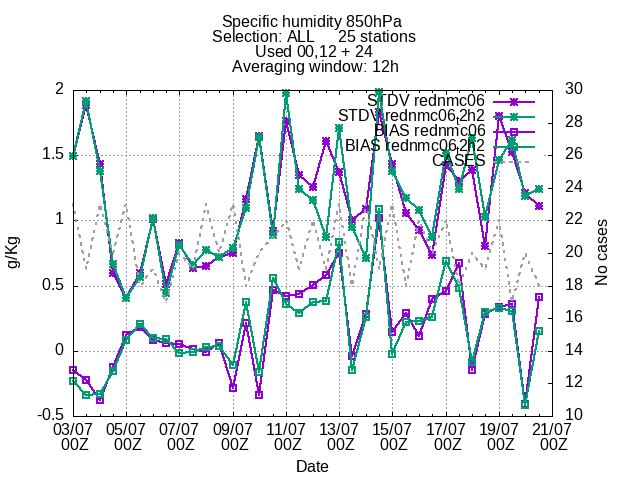 Specific humidity 850hPa
Selection: ALL     25 stations
Used 00,12 + 24
Averaging window: 12h
STDV rednmc06
STDV rednmc06,2h2
BIAS rednmc06
BIAS rednmc06,2h2
CASES
2
1.5
1
0.5
0
-0.5
g/Kg
30
28
26
24
22
20
18
16
14
12
10
No cases
03/07 05/07 07/07 09/07 11/07 13/07 15/07 17/07 19/07 21/07
00Z 00Z 00Z 00Z 00Z 00Z 00Z 00Z 00Z 00Z
Date